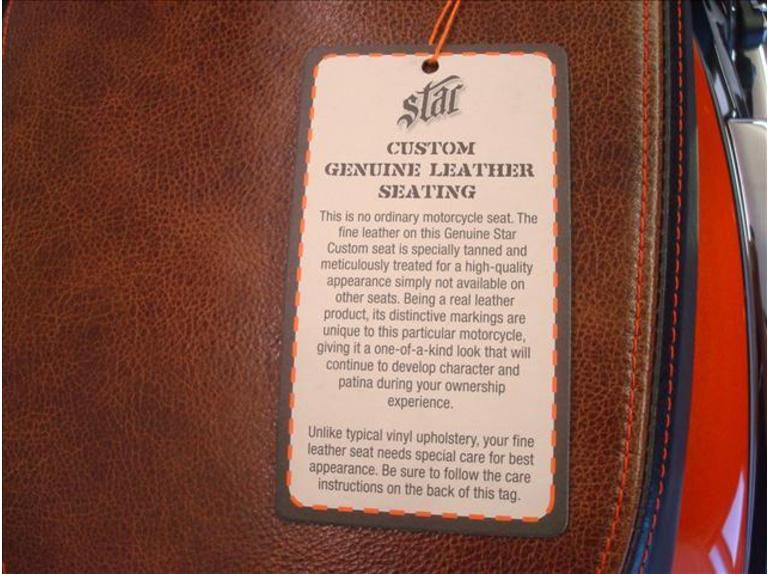 star
CUSTOM
GENUINE LEATHER
SEATING
This is no ordinary motorcycle seat. The
fine leather on this Genuine Star
Custom seat is specially tanned and
meticulously treated for a high-quality
appearance simply not available on
other seats. Being a real leather
product, its distinctive markings are
unique to this particular motorcycle,
giving it a one-of-a-kind look that will
continue to develop character and
patina during your ownership
experience.
Unlike typical vinyl upholstery, your fine
leather seat needs special care for best
appearance. Be sure to follow the care
instructions on the back of this tag.